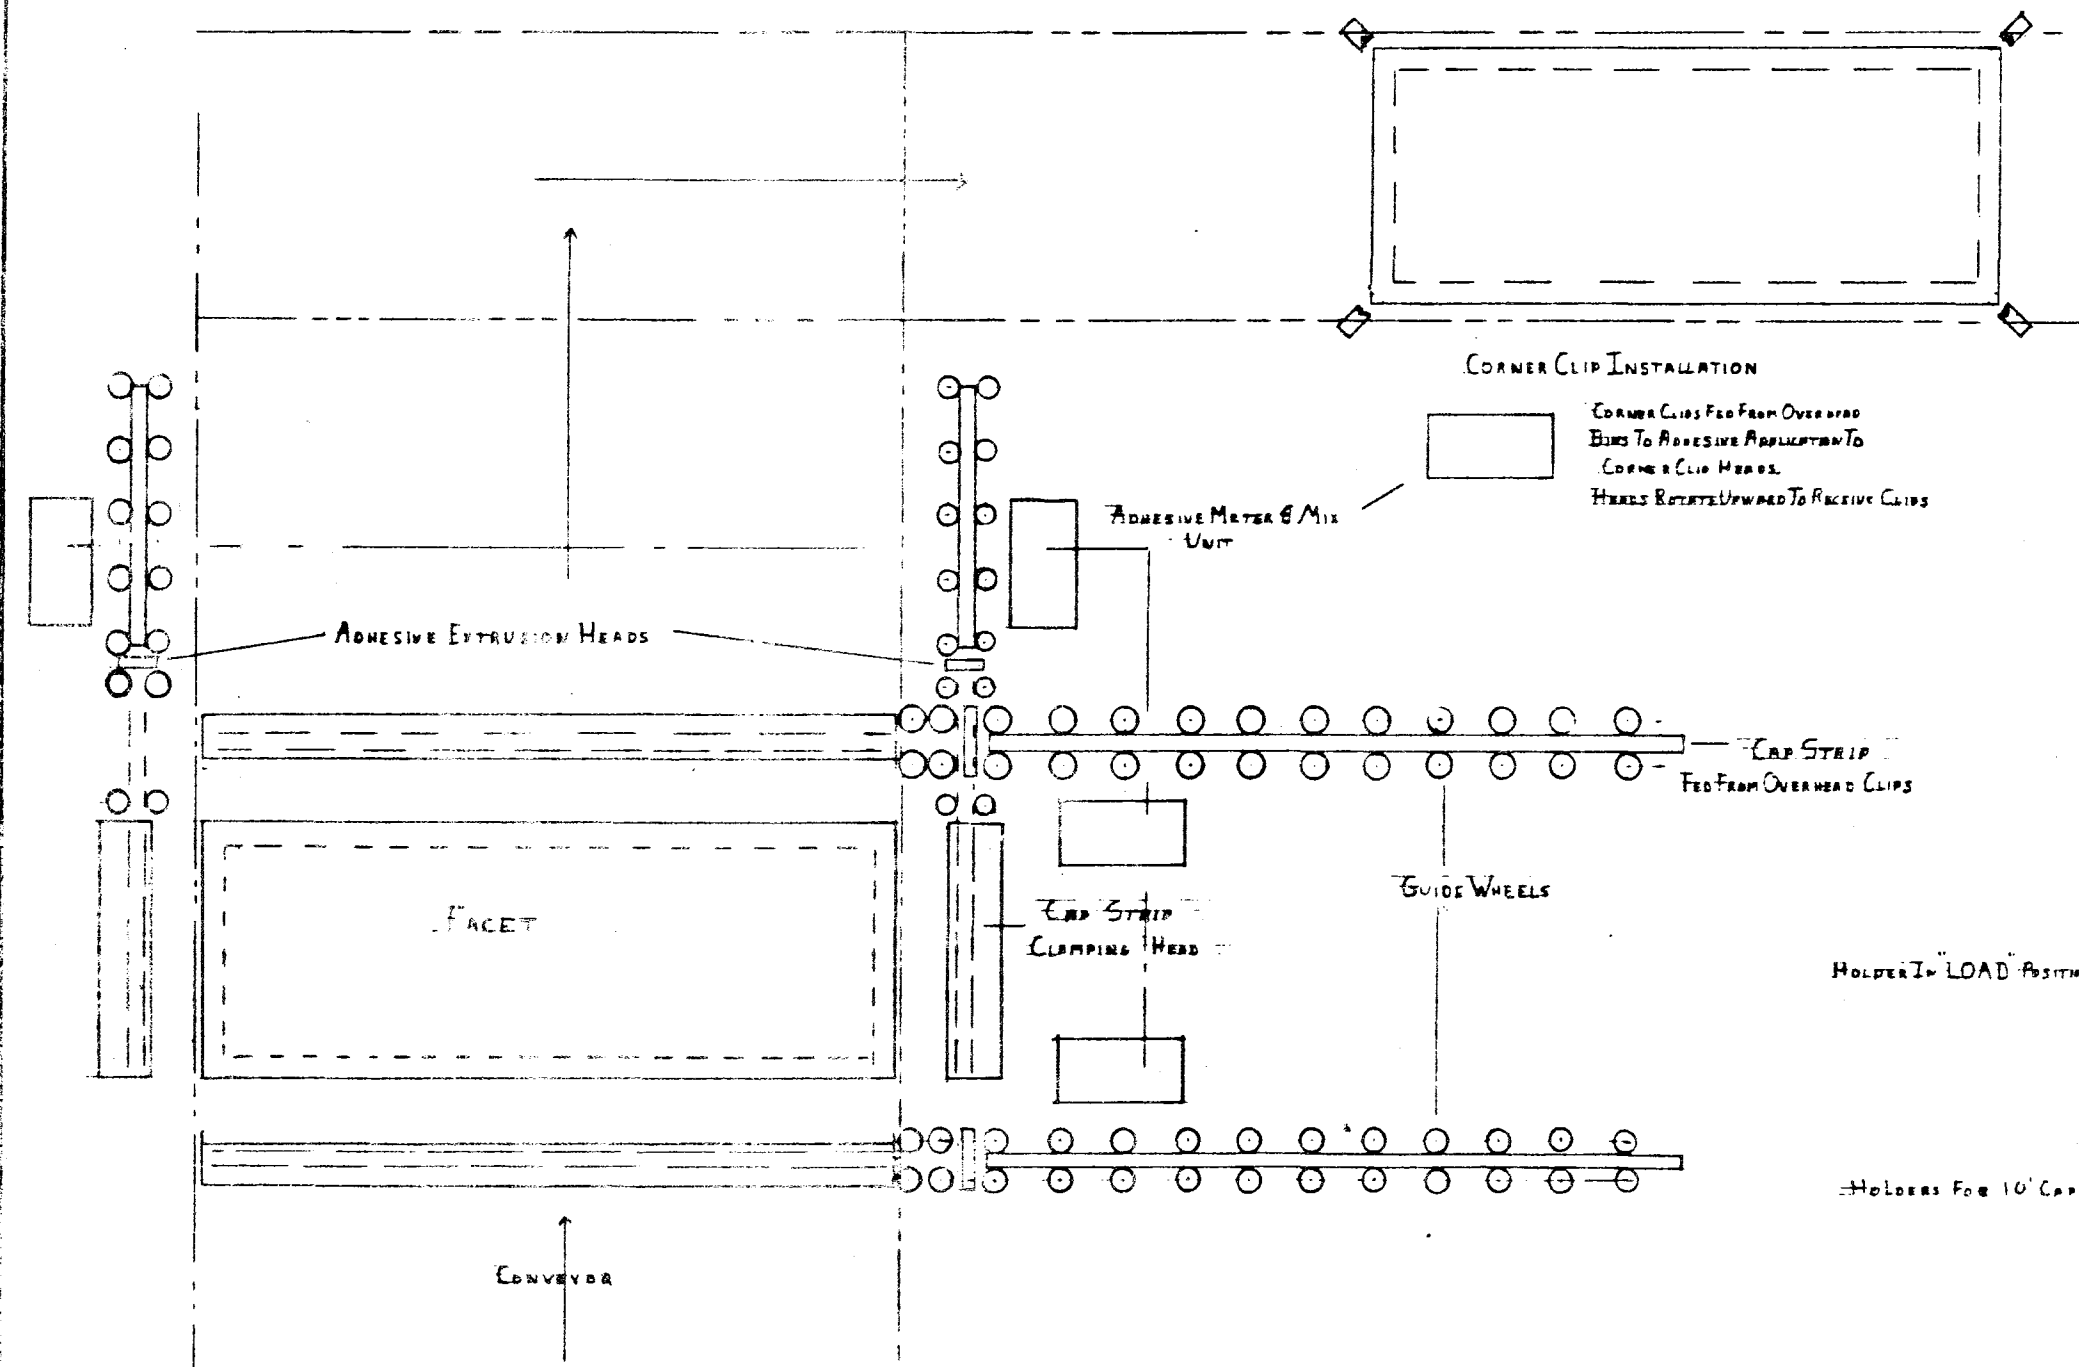 CORNER CLIP INSTALLATION
CORNER CLIPS FED FROM OVERHEAD
BINS TO ADHESIVE APPLICATION TO
CORNER CLIP HEADS.
HEADS ROTATE UPWARD TO RECEIVE CLIPS
ADHESIVE METER & MIX
UNIT
ADHESIVE EXTRUSION HEADS
CAP STRIP
FED FROM OVERHEAD CLIPS
GUIDE WHEELS
FACET
CAP STRIP
CLAMPING HEAD
HOLDER IN "LOAD"
HOLDERS FOR 10' CAP
CONVEYOR